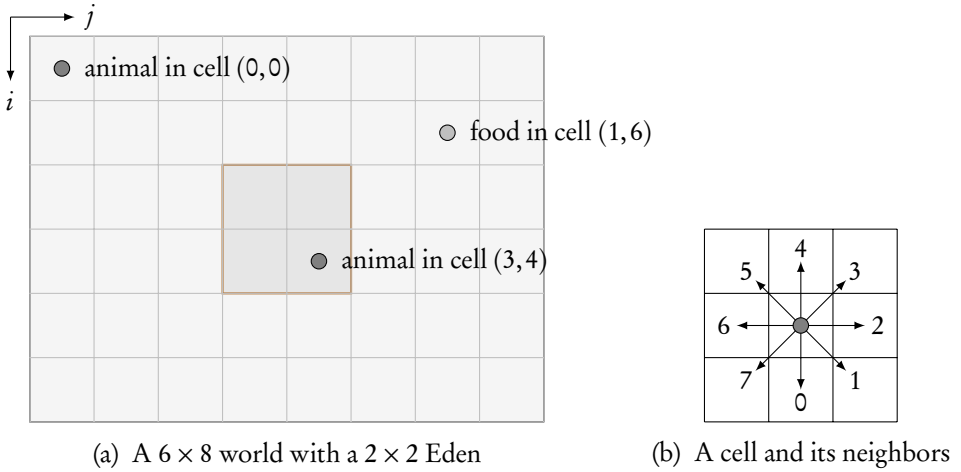 j
i
animal in cell (0,0)
food in cell (1,6)
animal in cell (3,4)
4
5 3
6 2
7 1
0
(a) A 6 × 8 world with a 2 × 2 Eden
(b) A cell and its neighbors